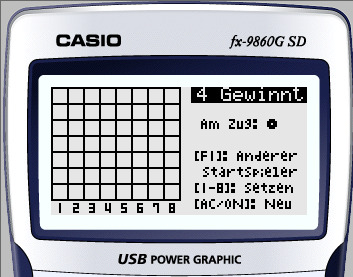 CASIO fx-9860G SD
4 Gewinnt
Am Zug:
[F1]: Anderer
StartSpieler
[1-8]: Setzen
[AC/ON]: Neu
1 2 3 4 5 6 7 8
USB POWER GRAPHIC